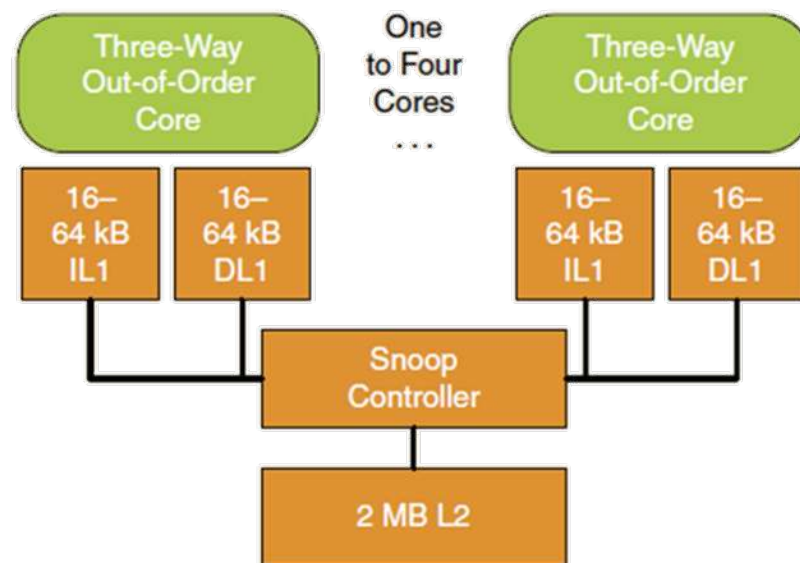 Three-Way
Out-of-Order
Core
One
to Four
Cores
...
Three-Way
Out-of-Order
Core
16–
64 kB
IL1
16–
64 kB
DL1
16–
64 kB
IL1
16–
64 kB
DL1
Snoop
Controller
2 MB L2